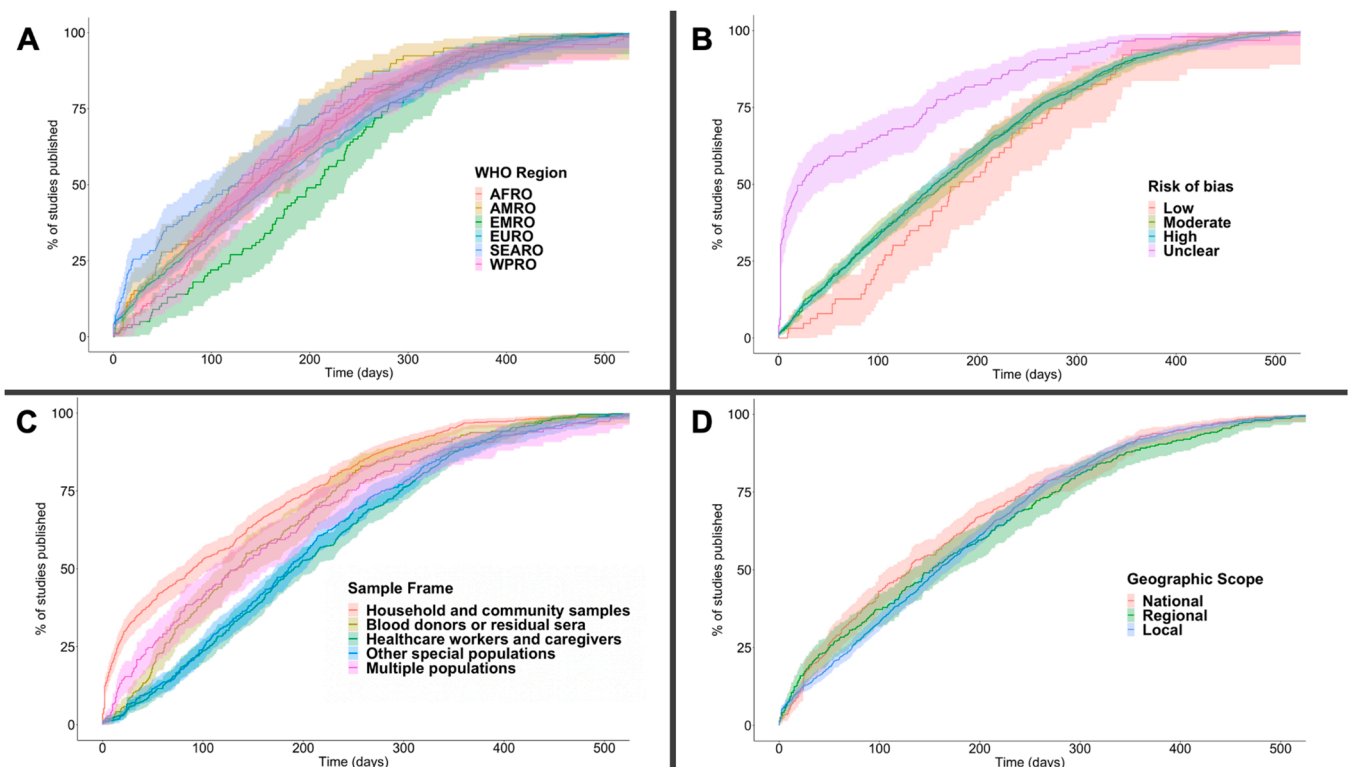 A
100
75
50
25
0
% of studies published
0 100 200 300 400 500
Time (days)
WHO Region
AFRO
AMRO
EMRO
EURO
SEARO
WPRO
B
100
75
50
25
0
% of studies published
0 100 200 300 400 500
Time (days)
Risk of bias
Low
Moderate
High
Unclear
C
100
75
50
25
0
% of studies published
0 100 200 300 400 500
Time (days)
Sample Frame
Household and community samples
Blood donors or residual sera
Healthcare workers and caregivers
Other special populations
Multiple populations
D
100
75
50
25
0
% of studies published
0 100 200 300 400 500
Time (days)
Geographic Scope
National
Regional
Local